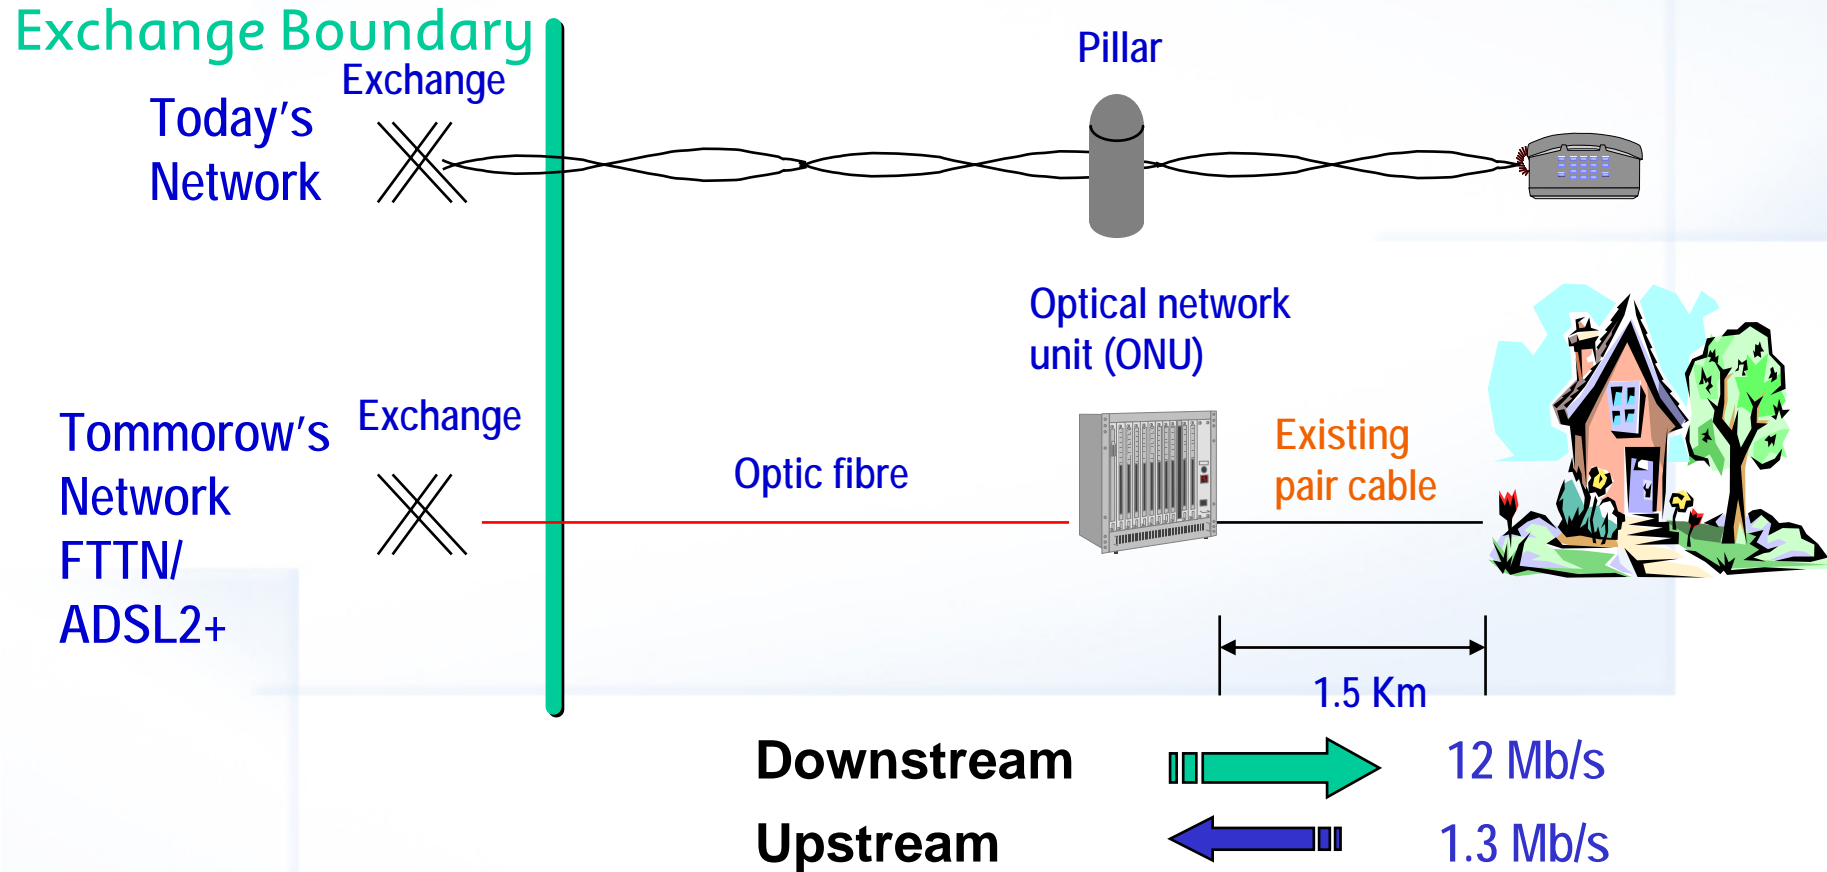 Exchange Boundary
Exchange
Pillar
Today's
Network
Optical network
unit (ONU)
Tommorow's
Network
FTTN/
ADSL2+
Exchange
Optic fibre
Existing
pair cable
1.5 Km
Downstream
12 Mb/s
Upstream
1.3 Mb/s